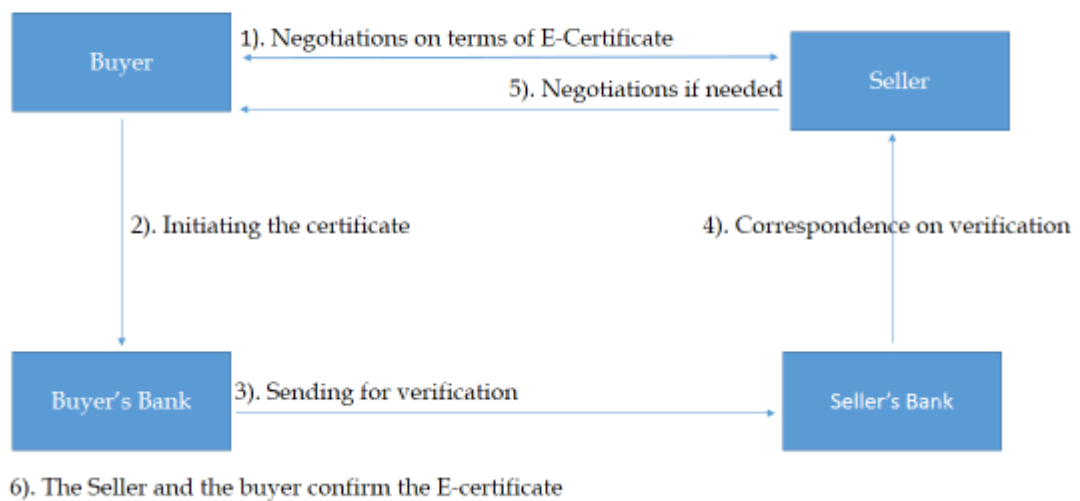 1). Negotiations on terms of E-Certificate
Buyer
Seller
5). Negotiations if needed
2). Initiating the certificate
4). Correspondence on verification
Buyer’s Bank
3). Sending for verification
Seller’s Bank
6). The Seller and the buyer confirm the E-certificate